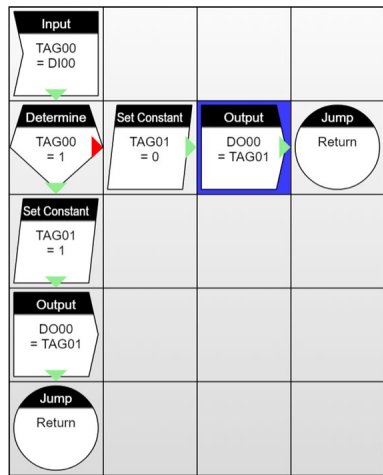 Input
TAG00
= DI00
Determine
TAG00
= 1
Set Constant
TAG01
= 0
Output
DO00
= TAG01
Jump
Return
Set Constant
TAG01
= 1
Output
DO00
= TAG01
Jump
Return